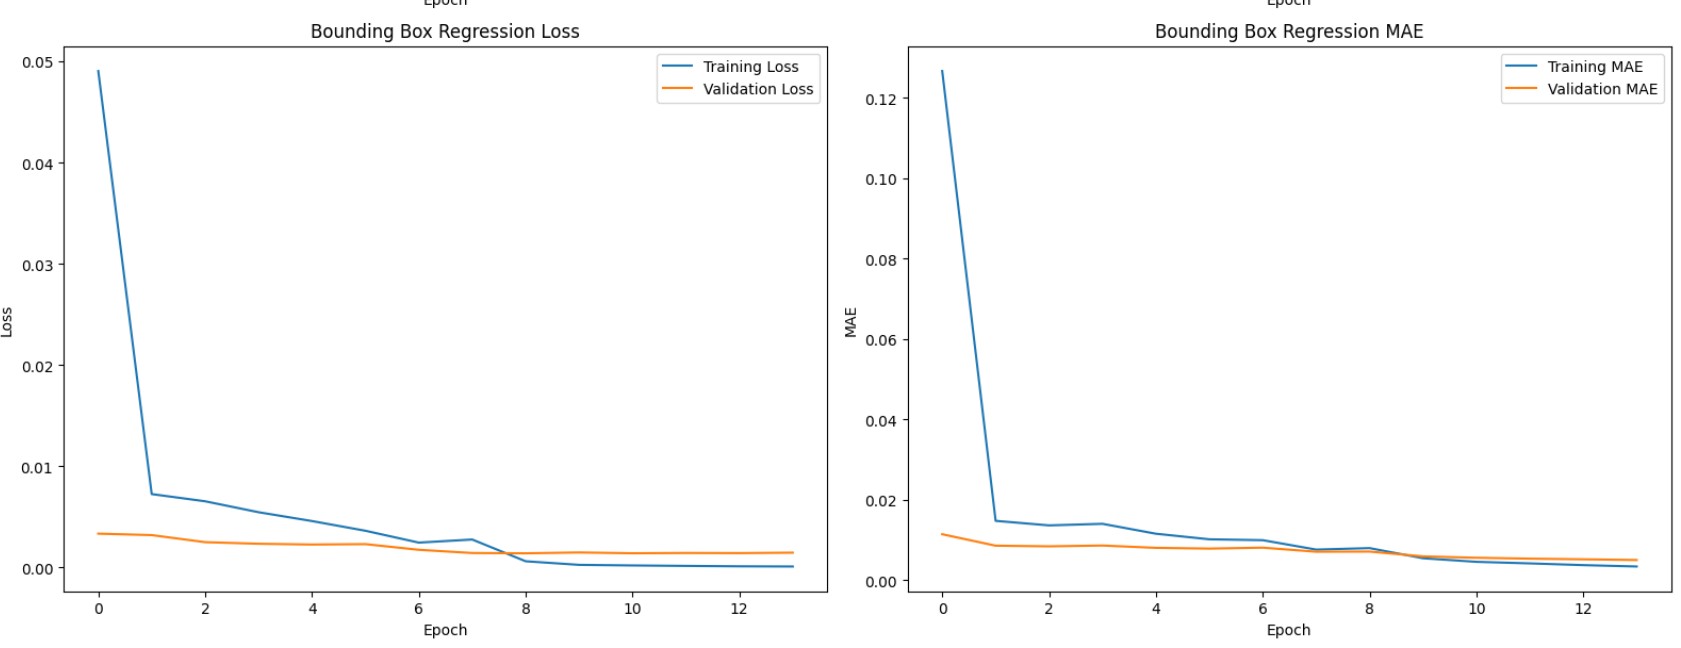 Epoch
Epoch
Bounding Box Regression Loss
Training Loss
Validation Loss
0.05
0.04
0.03
0.02
0.01
0.00
Loss
0 2 4 6 8 10 12
Epoch
Bounding Box Regression MAE
Training MAE
Validation MAE
0.12
0.10
0.08
0.06
0.04
0.02
0.00
MAE
0 2 4 6 8 10 12
Epoch